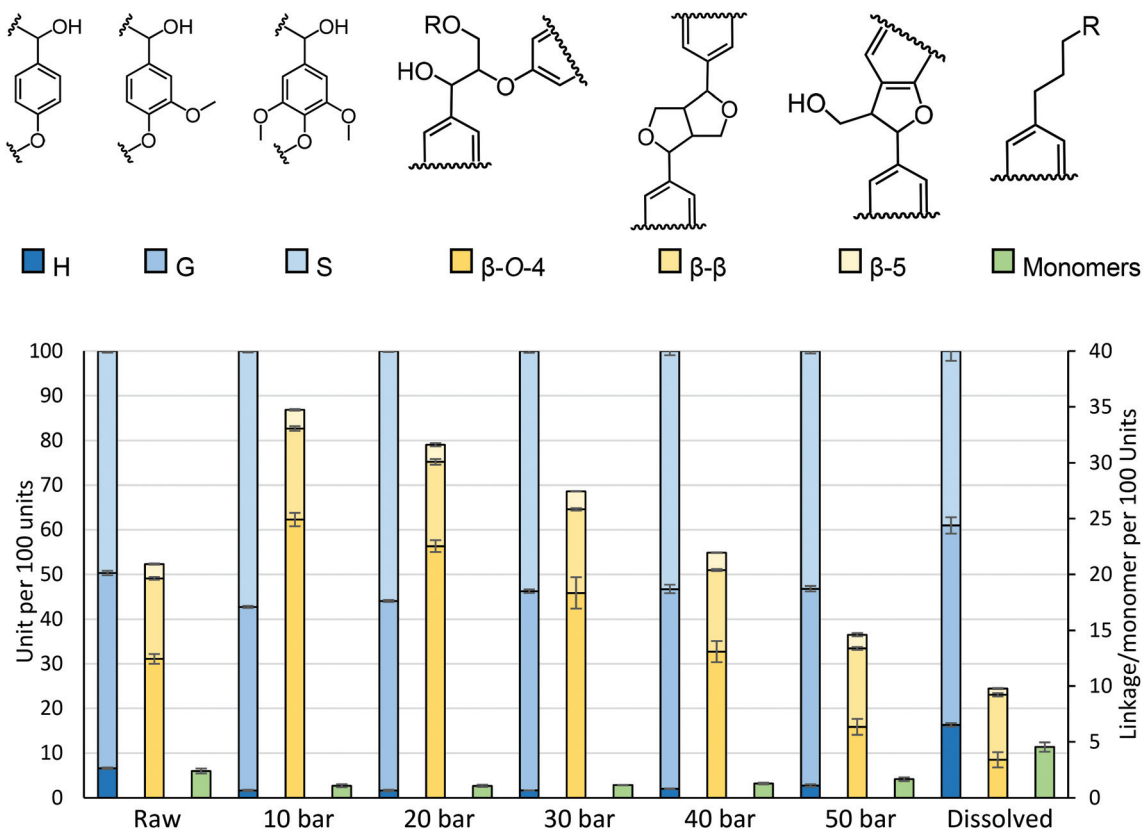 OH OH OH RO R
HO O O O HO O
O O O O O O O
H G S β-O-4 β-β β-5 Monomers
100 40
90
80 35
70 30
60 25
50 20
40 15
30
20 10
10 5
0 0
Unit per 100 units
Linkage/monomer per 100 Units
Raw 10 bar 20 bar 30 bar 40 bar 50 bar Dissolved